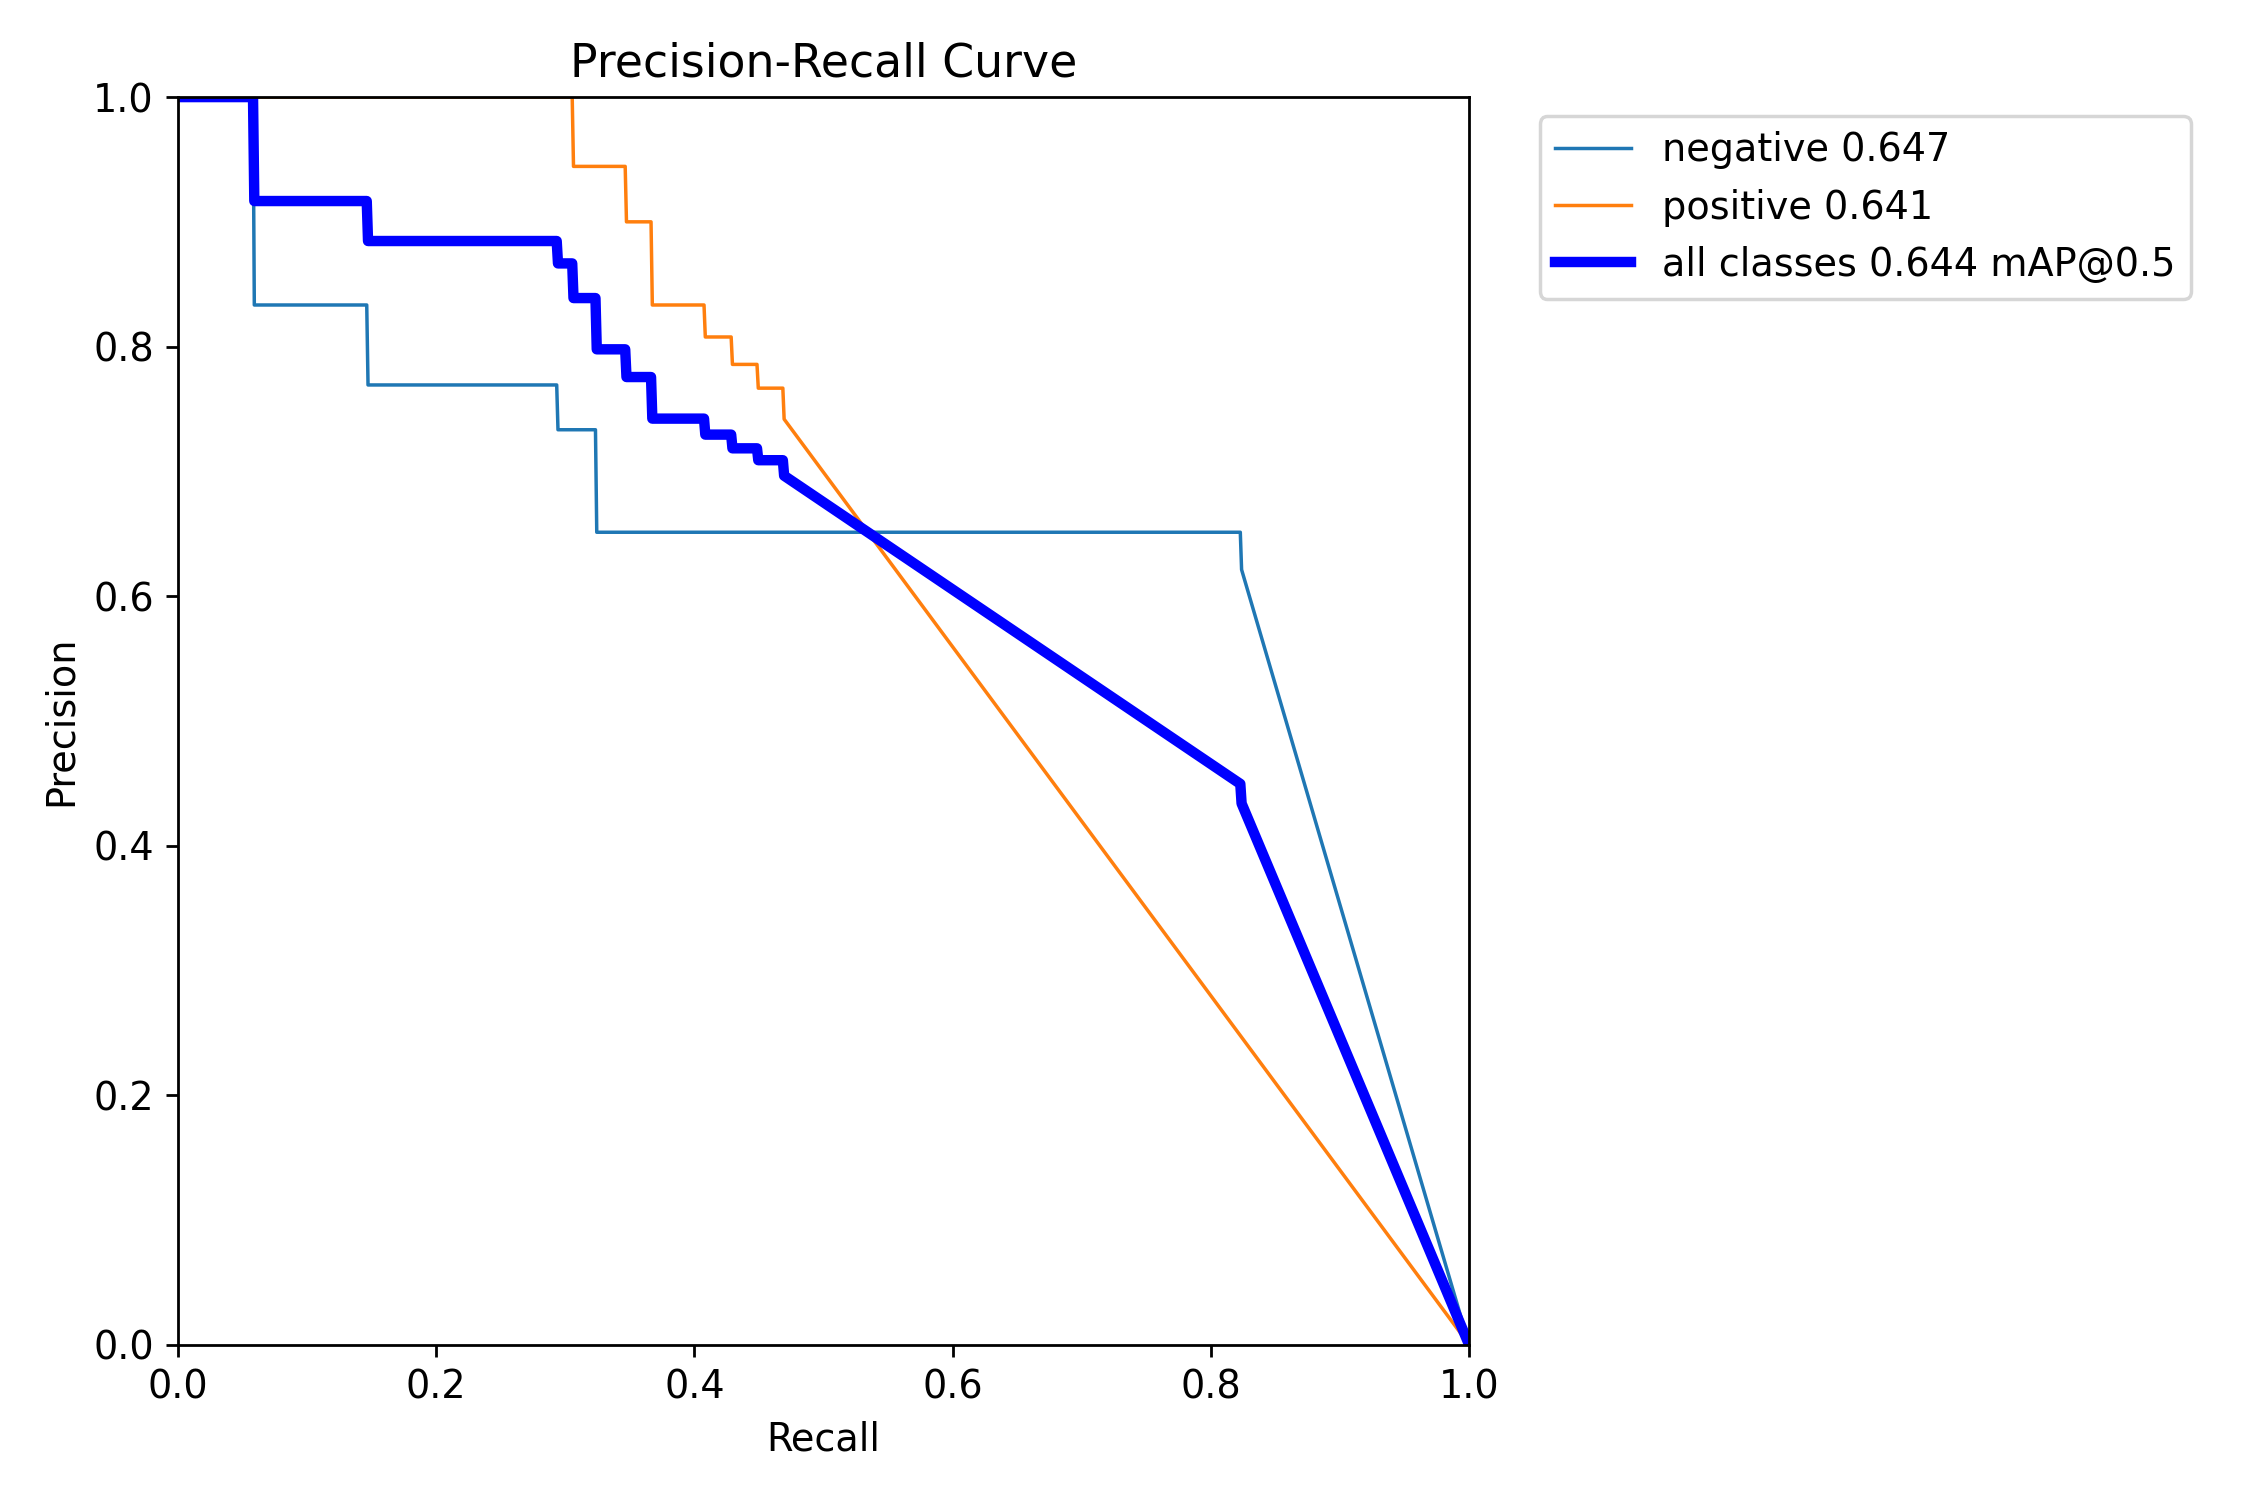 Precision-Recall Curve
1.0
0.8
0.6
0.4
0.2
0.0
Precision
0.0 0.2 0.4 0.6 0.8 1.0
Recall
negative 0.647
positive 0.641
all classes 0.644 mAP@0.5